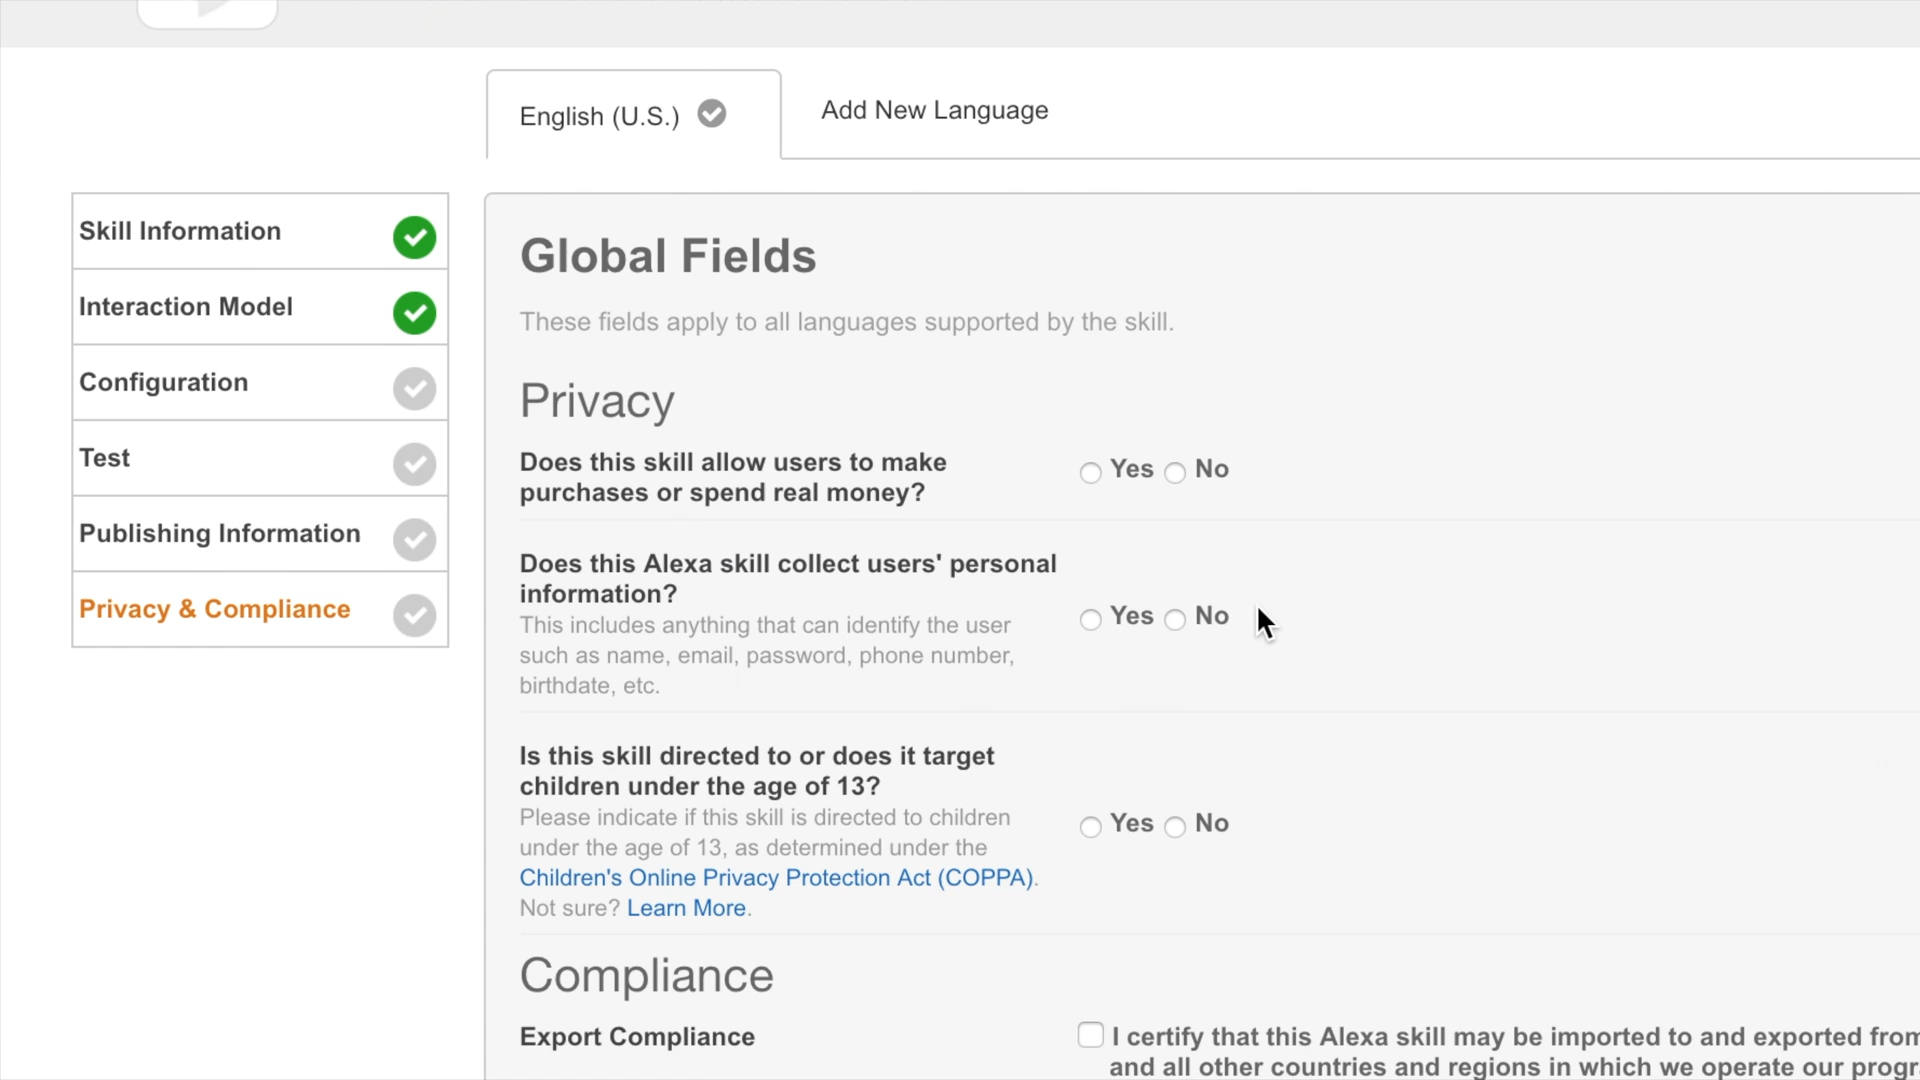 English (U.S.)
Add New Language
Skill Information
Interaction Model
Configuration
Test
Publishing Information
Privacy & Compliance
Global Fields
These fields apply to all languages supported by the skill.
Privacy
Does this skill allow users to make
purchases or spend real money?
Yes No
Does this Alexa skill collect users' personal
information?
This includes anything that can identify the user
such as name, email, password, phone number,
birthdate, etc.
Yes No
Is this skill directed to or does it target
children under the age of 13?
Please indicate if this skill is directed to children
under the age of 13, as determined under the
Children's Online Privacy Protection Act (COPPA).
Not sure? Learn More.
Yes No
Compliance
Export Compliance
I certify that this Alexa skill may be imported to and exported from
and all other countries and regions in which we operate our progr